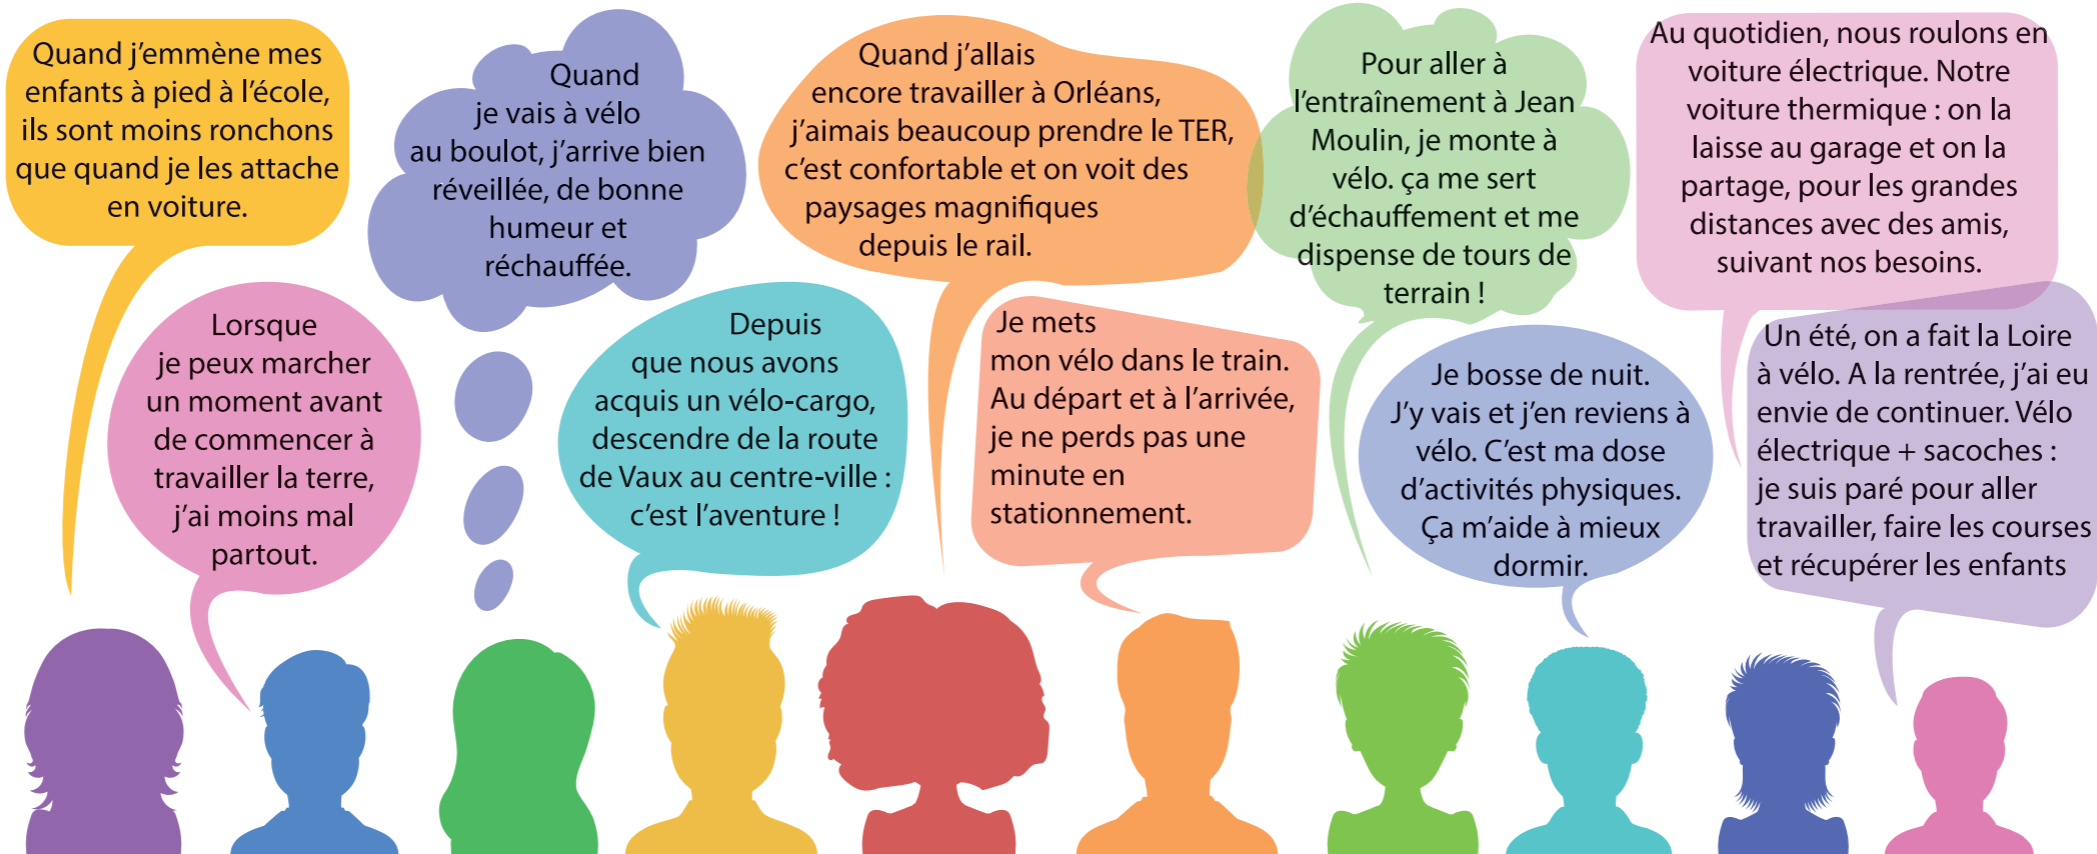 Quand j'emmène mes
enfants à pied à l'école,
ils sont moins ronchons
que quand je les attache
en voiture.
Lorsque
je peux marcher
un moment avant
de commencer à
travailler la terre,
j'ai moins mal
partout.
Quand
je vais à vélo
au boulot, j'arrive bien
réveillée, de bonne
humeur et
réchauffée.
Depuis
que nous avons
acquis un vélo-cargo,
descendre de la route
de Vaux au centre-ville :
c'est l'aventure !
Quand j'allais
encore travailler à Orléans,
j'aimais beaucoup prendre le TER,
c'est confortable et on voit des
paysages magnifiques
depuis le rail.
Je mets
mon vélo dans le train.
Au départ et à l'arrivée,
je ne perds pas une
minute en
stationnement.
Pour aller à
l'entraînement à Jean
Moulin, je monte à
vélo. ça me sert
d'échauffement et me
dispense de tours de
terrain !
Je bosse de nuit.
J'y vais et j'en reviens à
vélo. C'est ma dose
d'activités physiques.
Ça m'aide à mieux
dormir.
Au quotidien, nous roulons en
voiture électrique. Notre
voiture thermique : on la
laisse au garage et on la
partage, pour les grandes
distances avec des amis,
suivant nos besoins.
Un été, on a fait la Loire
à vélo. A la rentrée, j'ai eu
envie de continuer. Vélo
électrique + sacoches :
je suis paré pour aller
travailler, faire les courses
et récupérer les enfants